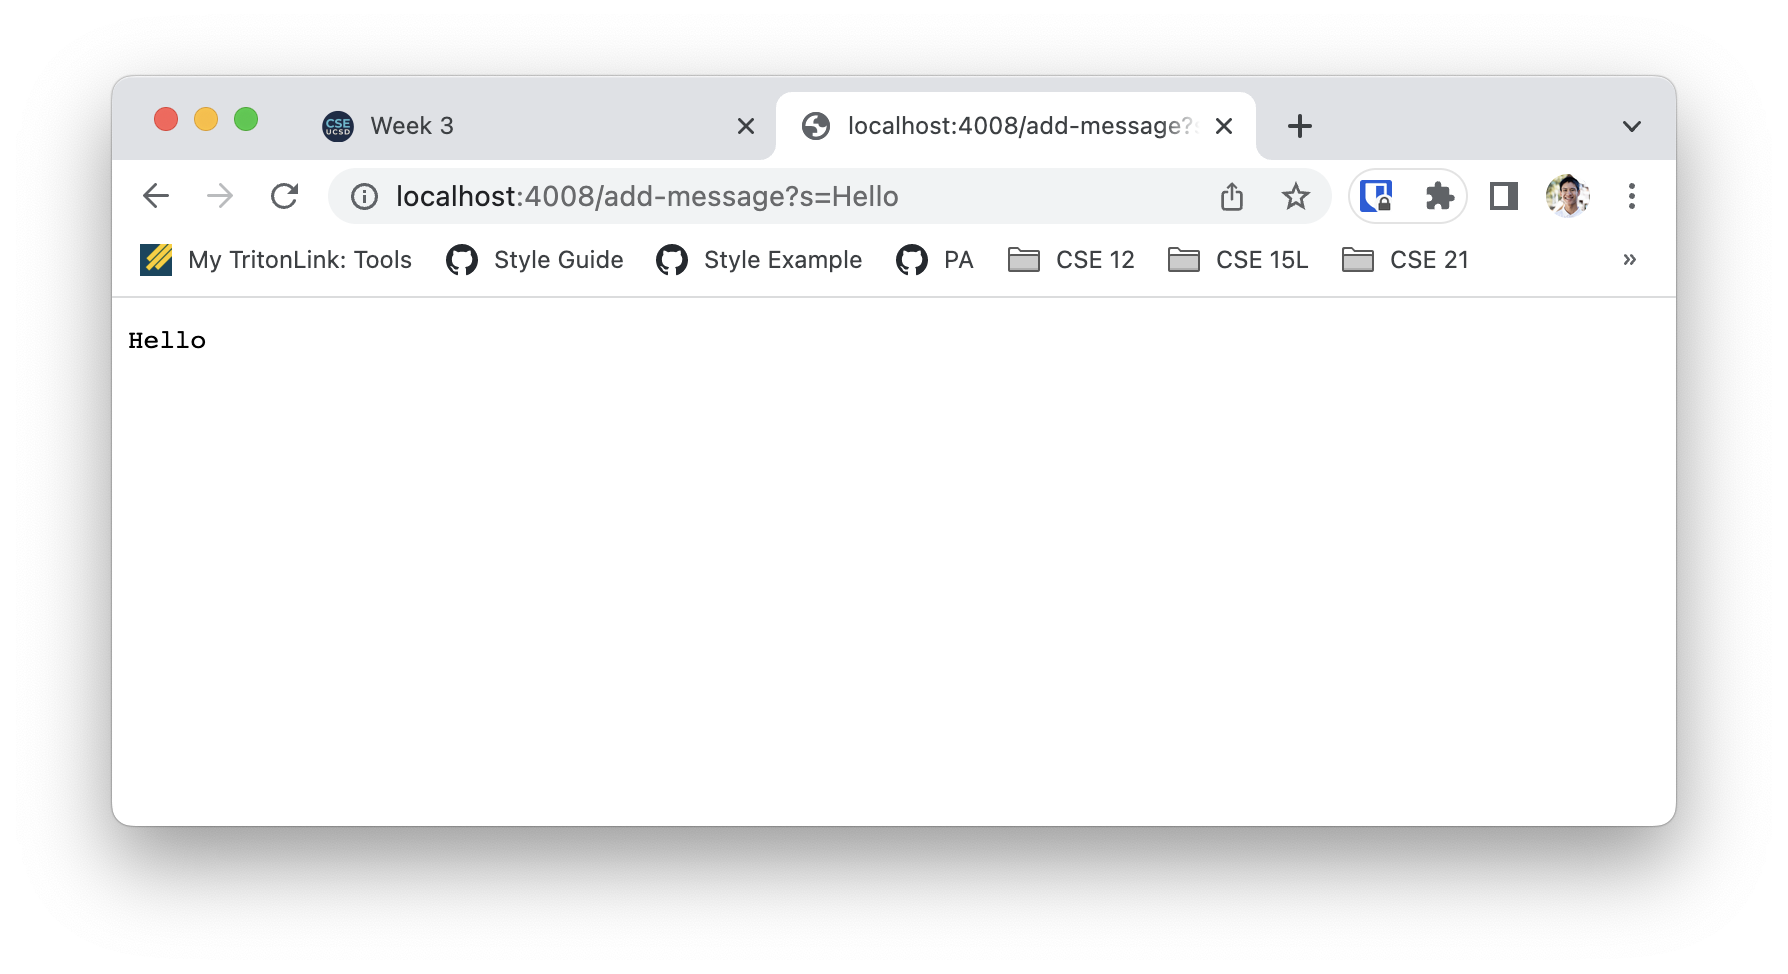 CSE UCSD Week 3 localhost:4008/add-message?
localhost:4008/add-message?s=Hello
My TritonLink: Tools Style Guide Style Example PA CSE 12 CSE 15L CSE 21 »
Hello